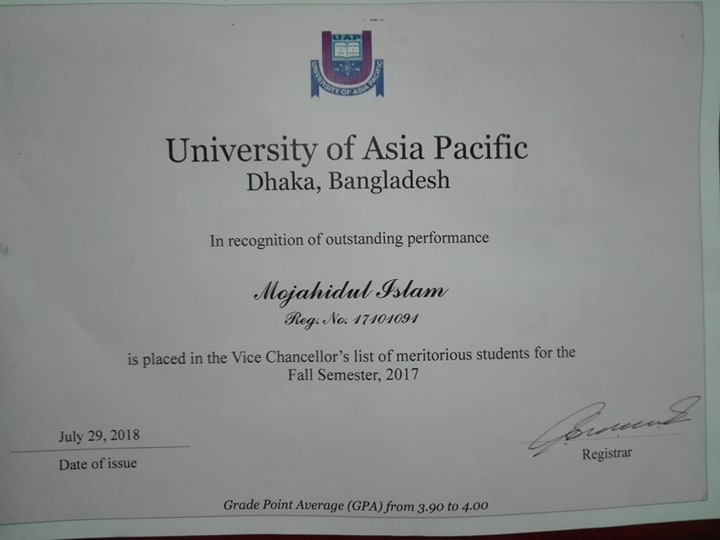 UAP
UNIVERSITY OF ASIA PACIFIC
University of Asia Pacific
Dhaka, Bangladesh
In recognition of outstanding performance
Mojahidul Islam
Reg. No. 17101091
is placed in the Vice Chancellor's list of meritorious students for the
Fall Semester, 2017
July 29, 2018
Date of issue
Registrar
Grade Point Average (GPA) from 3.90 to 4.00